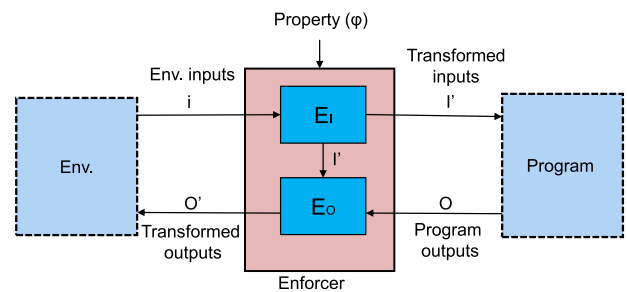 Property (φ)
Env. inputs
i
Transformed
inputs
I'
Env.
EI
I'
EO
Program
O'
Transformed
outputs
O
Program
outputs
Enforcer